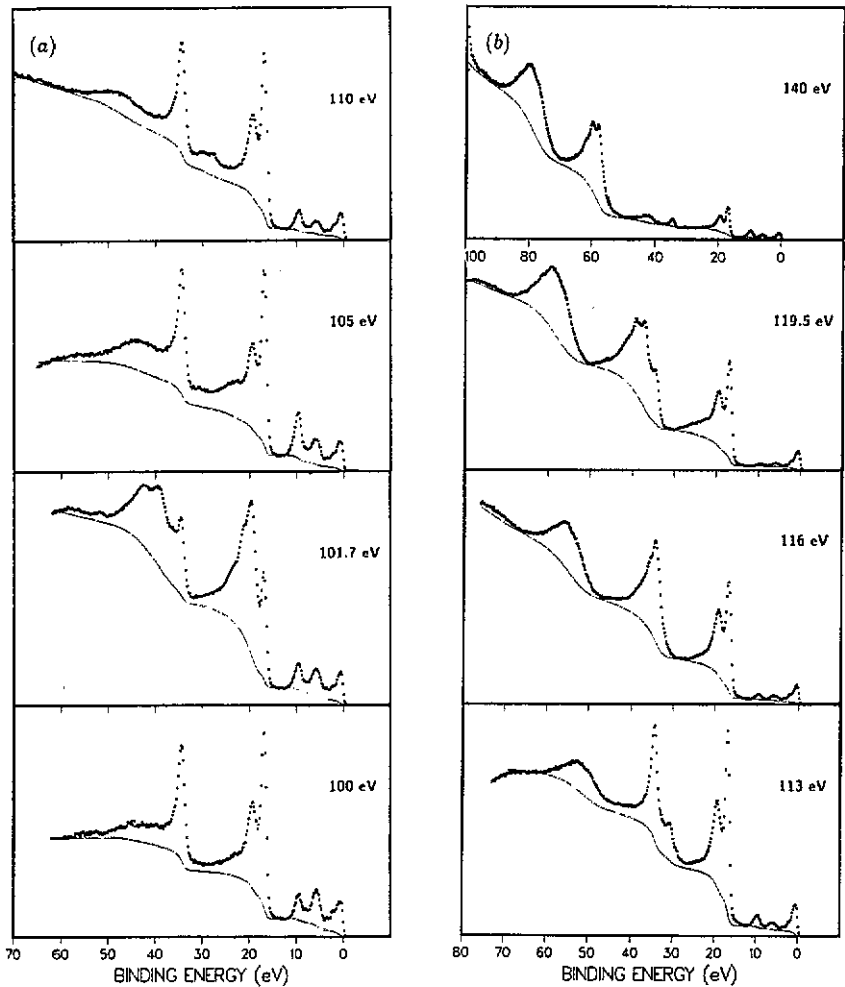 (a)
110 eV
105 eV
101.7 eV
100 eV
70 60 50 40 30 20 10 0
BINDING ENERGY (eV)
(b)
140 eV
100 80 60 40 20 0
119.5 eV
116 eV
113 eV
80 70 60 50 40 30 20 10 0
BINDING ENERGY (eV)